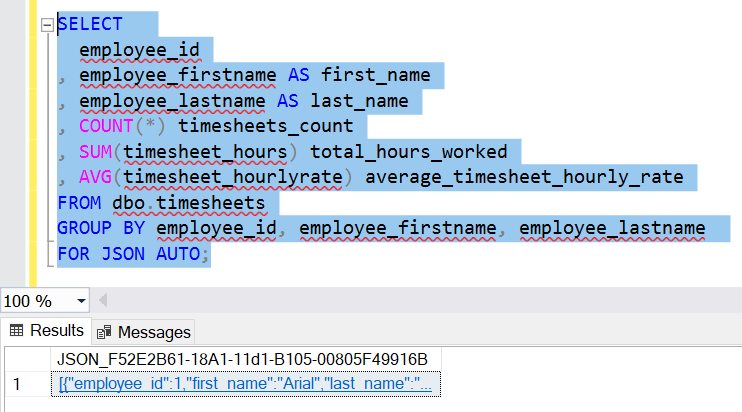 SELECT
employee_id
, employee_firstname AS first_name
, employee_lastname AS last_name
, COUNT(*) timesheets_count
, SUM(timesheet_hours) total_hours_worked
, AVG(timesheet_hourlyrate) average_timesheet_hourly_rate
FROM dbo.timesheets
GROUP BY employee_id, employee_firstname, employee_lastname
FOR JSON AUTO;
100 %
Results Messages
JSON_F52E2B61-18A1-11d1-B105-00805F49916B
1 [{"employee_id":1,"first_name":"Arial","last_name":"...